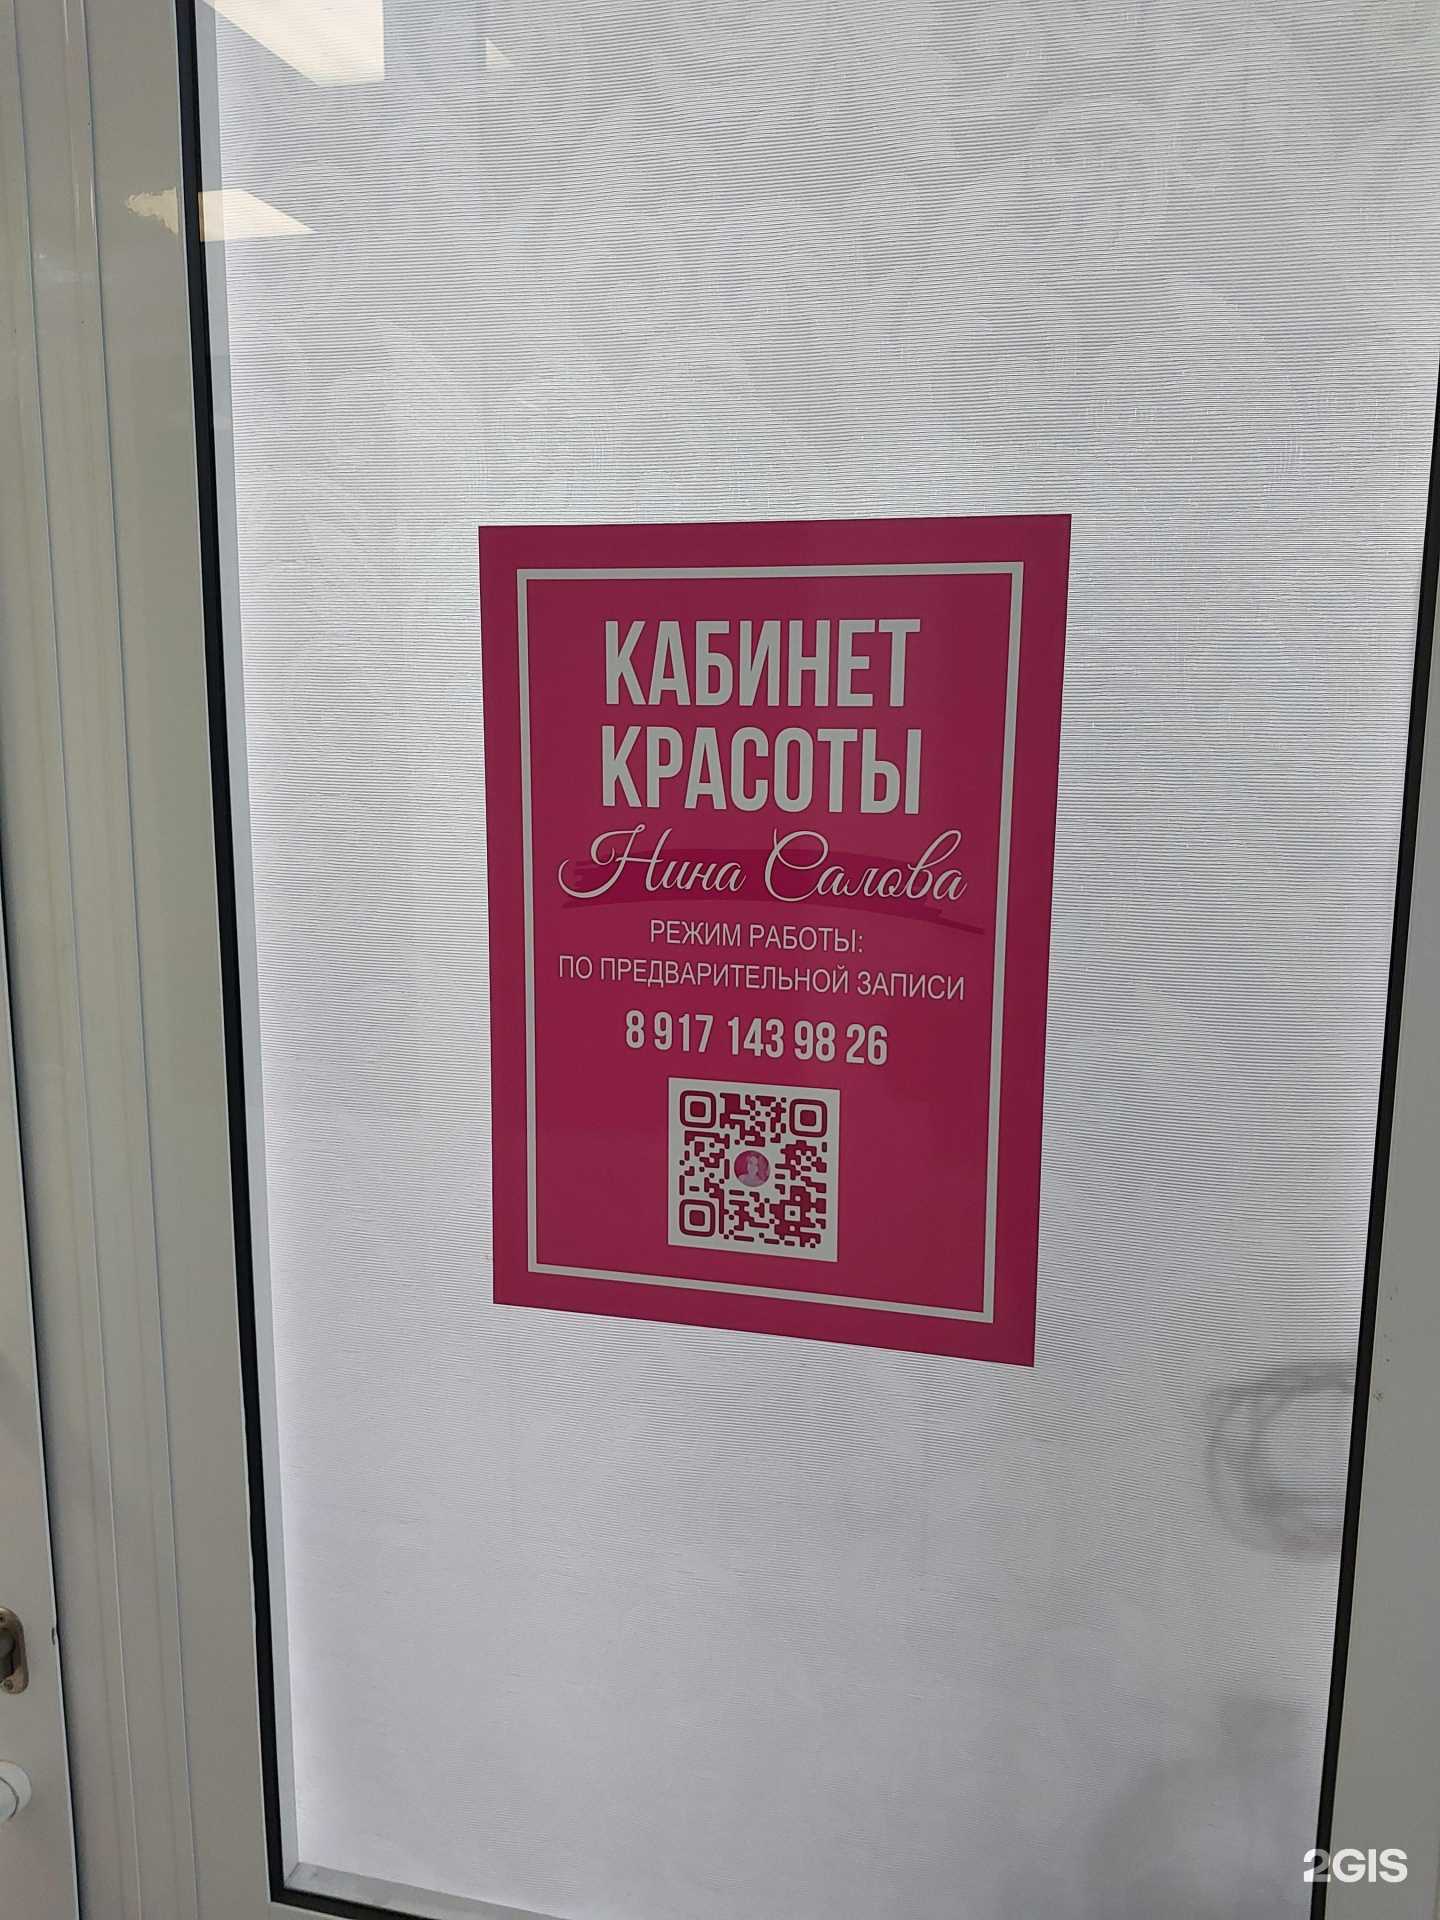 КАБИНЕТ
КРАСОТЫ
Нина Салова
РЕЖИМ РАБОТЫ:
ПО ПРЕДВАРИТЕЛЬНОЙ ЗАПИСИ
8 917 143 98 26
2GIS